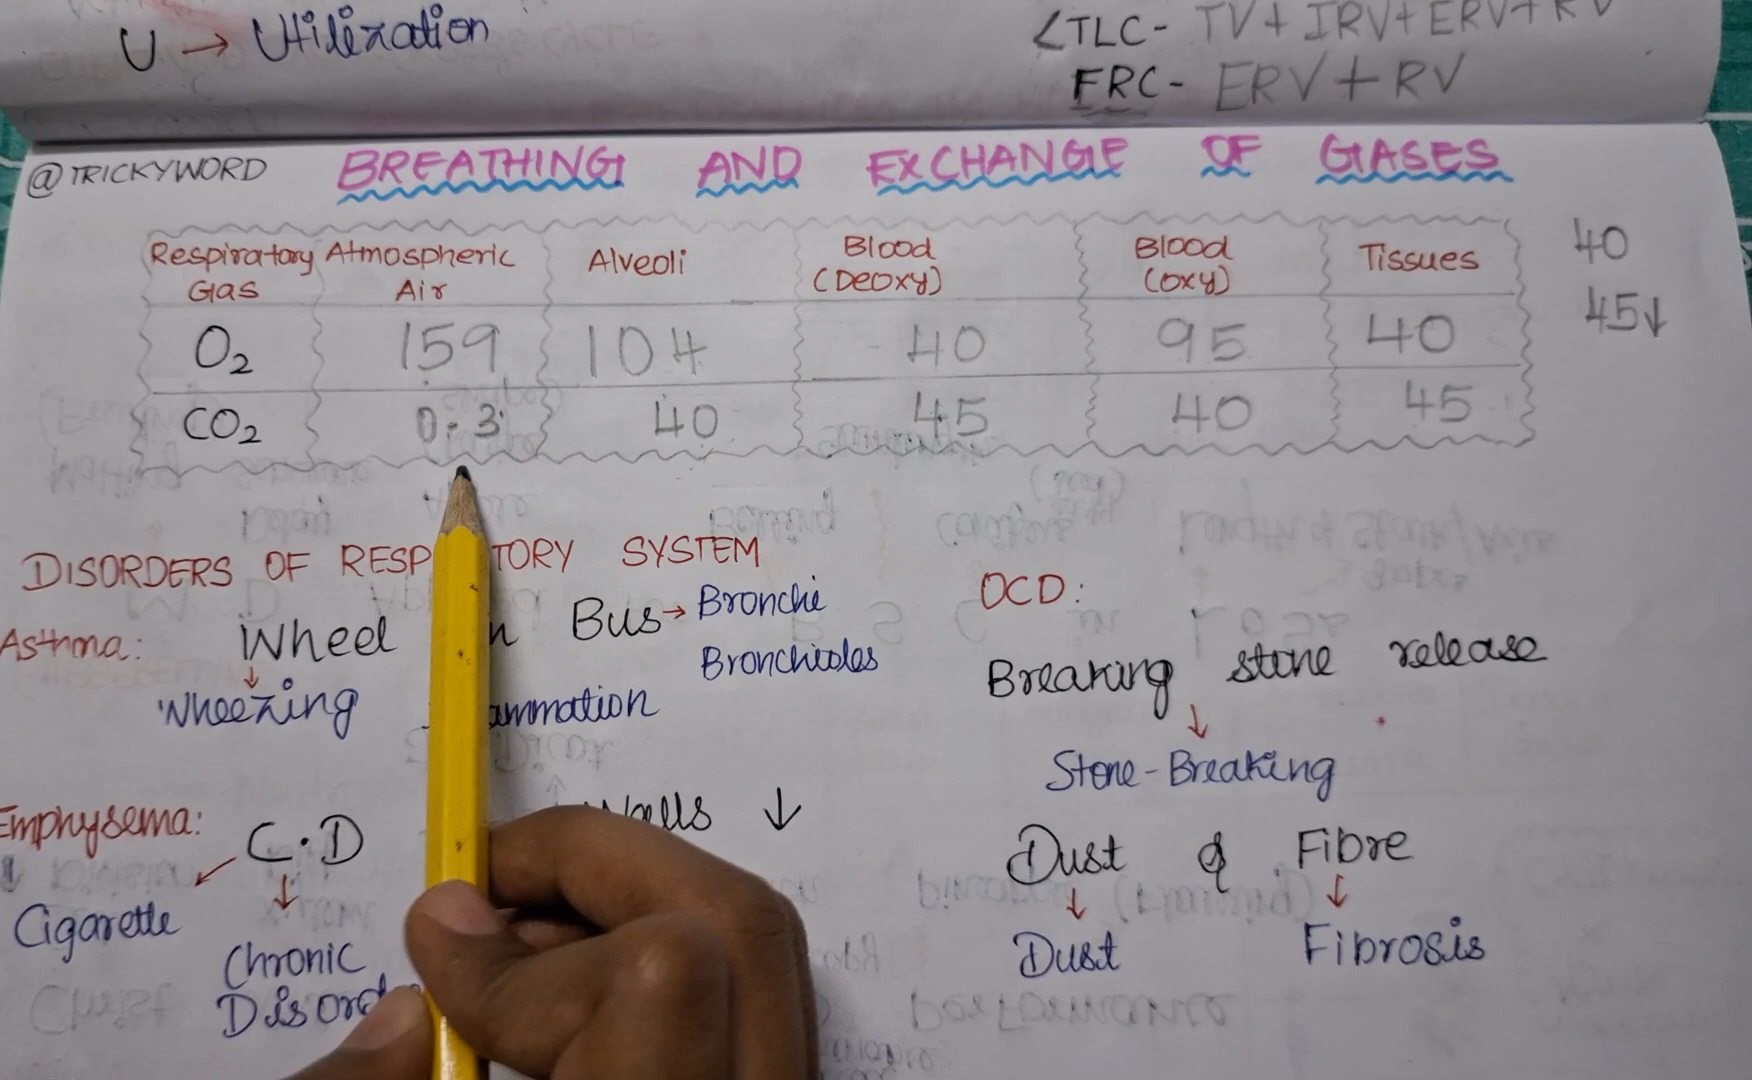 U → Utilization
TLC- TV + IRV + ERV + RV
FRC- ERV + RV
@TRICKYWORD
BREATHING AND EXCHANGE OF GASES
Respiratory Gas Atmospheric Air Alveoli Blood (Deoxy) Blood (oxy) Tissues
O₂ 159 104 40 95 40
CO₂ 0.3 40 45 40 45
40
45↓
DISORDERS OF RESP TORY SYSTEM
Asthma: Wheel n Bus → Bronchi
Bronchioles
↓
Wheezing ammation
Emphysema: C.D Walls ↓
Cigarette
↓
Chronic
Disord
OCD:
Breaking stone release
↓
Stone-Breaking
Dust & Fibre
↓ ↓
Dust Fibrosis